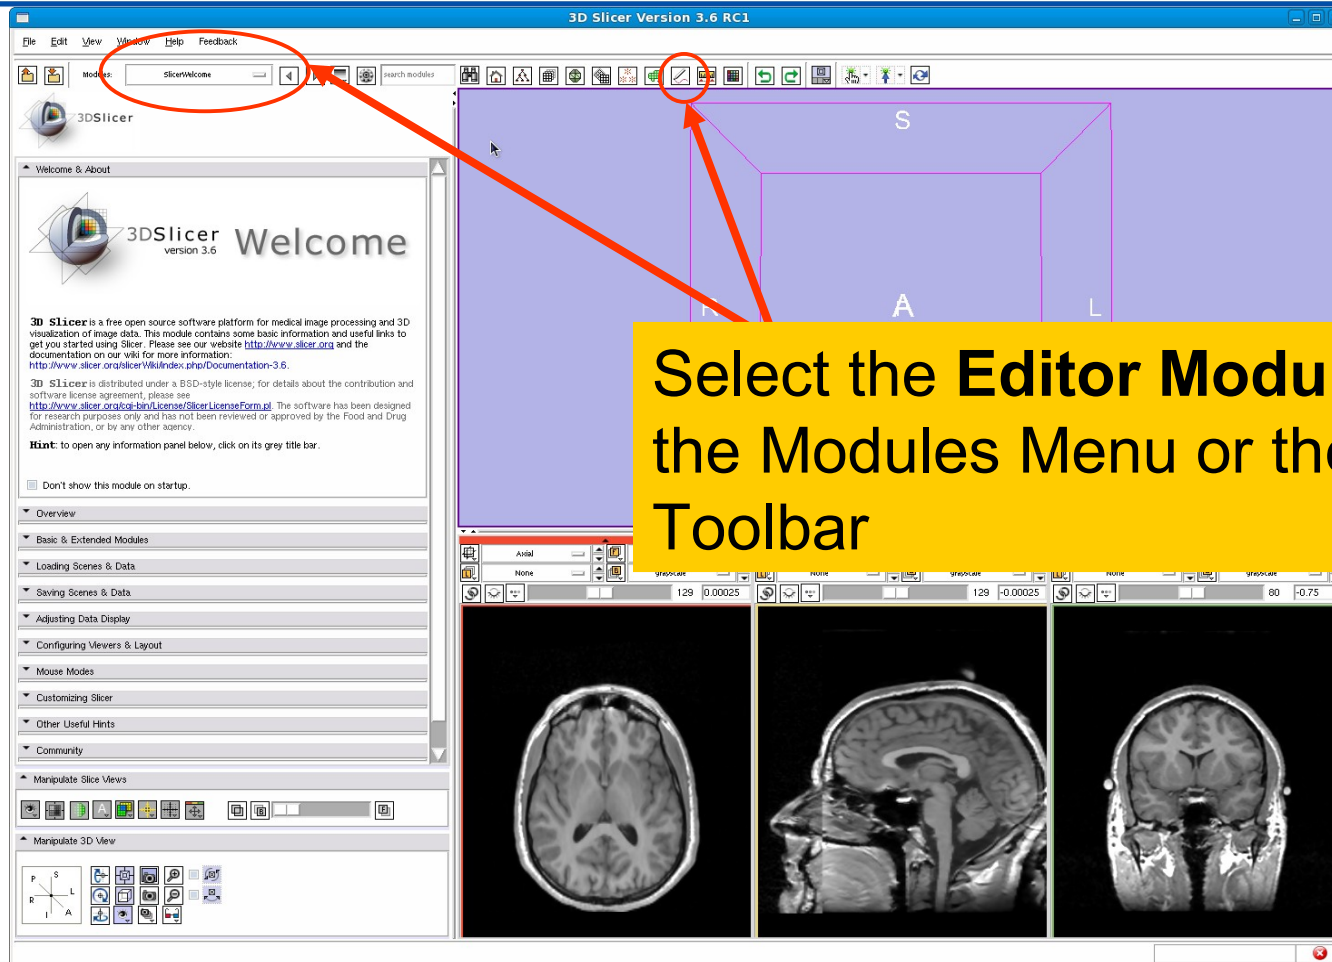 3D Slicer Version 3.6 RC1
File Edit View Window Help Feedback
Modules: SlicerWelcome search modules
3DSlicer
Welcome & About
3DSlicer version 3.6 Welcome
3D Slicer is a free open source software platform for medical image processing and 3D
visualization of image data. This module contains some basic information and useful links to
get you started using Slicer. Please see our website http://www.slicer.org and the
documentation on our wiki for more information:
http://www.slicer.org/slicerWiki/index.php/Documentation-3.6.
3D Slicer is distributed under a BSD-style license; for details about the contribution and
software license agreement, please see
http://www.slicer.org/cgi-bin/License/SlicerLicenseForm.pl. The software has been designed
for research purposes only and has not been reviewed or approved by the Food and Drug
Administration, or by any other agency.
Hint: to open any information panel below, click on its grey title bar.
Don't show this module on startup.
Overview
Basic & Extended Modules
Loading Scenes & Data
Saving Scenes & Data
Adjusting Data Display
Configuring Viewers & Layout
Mouse Modes
Customizing Slicer
Other Useful Hints
Community
Manipulate Slice Views
Manipulate 3D View
P S
R L
I A
S
R A L
Select the Editor Modu
the Modules Menu or the
Toolbar
Axial
None grayscale None grayscale None grayscale
129 0.00025 129 -0.00025 80 -0.75